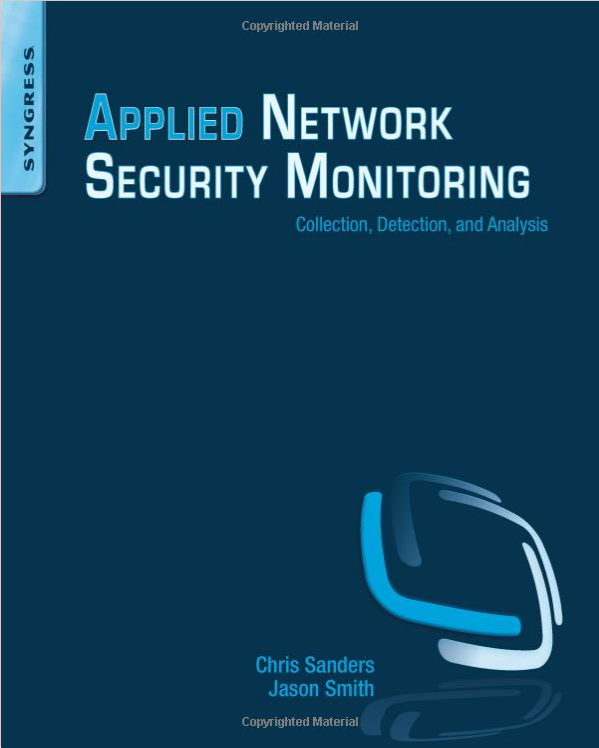 Copyrighted Material
SYNGRESS
APPLIED NETWORK
SECURITY MONITORING
Collection, Detection, and Analysis
Chris Sanders
Jason Smith
Copyrighted Material